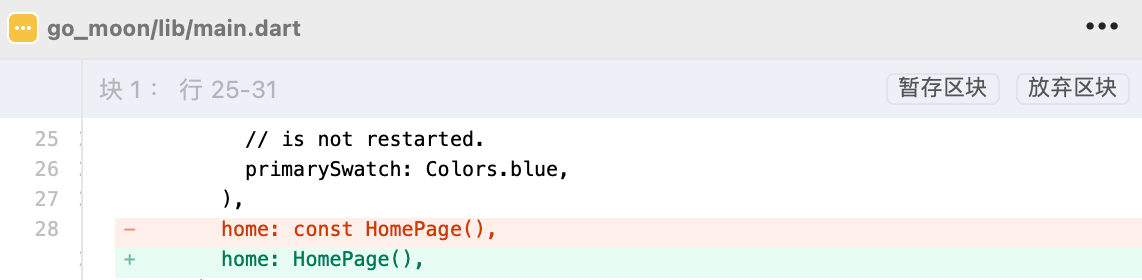 go_moon/lib/main.dart
块 1： 行 25-31 暂存区块 放弃区块
25 // is not restarted.
26 primarySwatch: Colors.blue,
27 ),
28 - home: const HomePage(),
+ home: HomePage(),